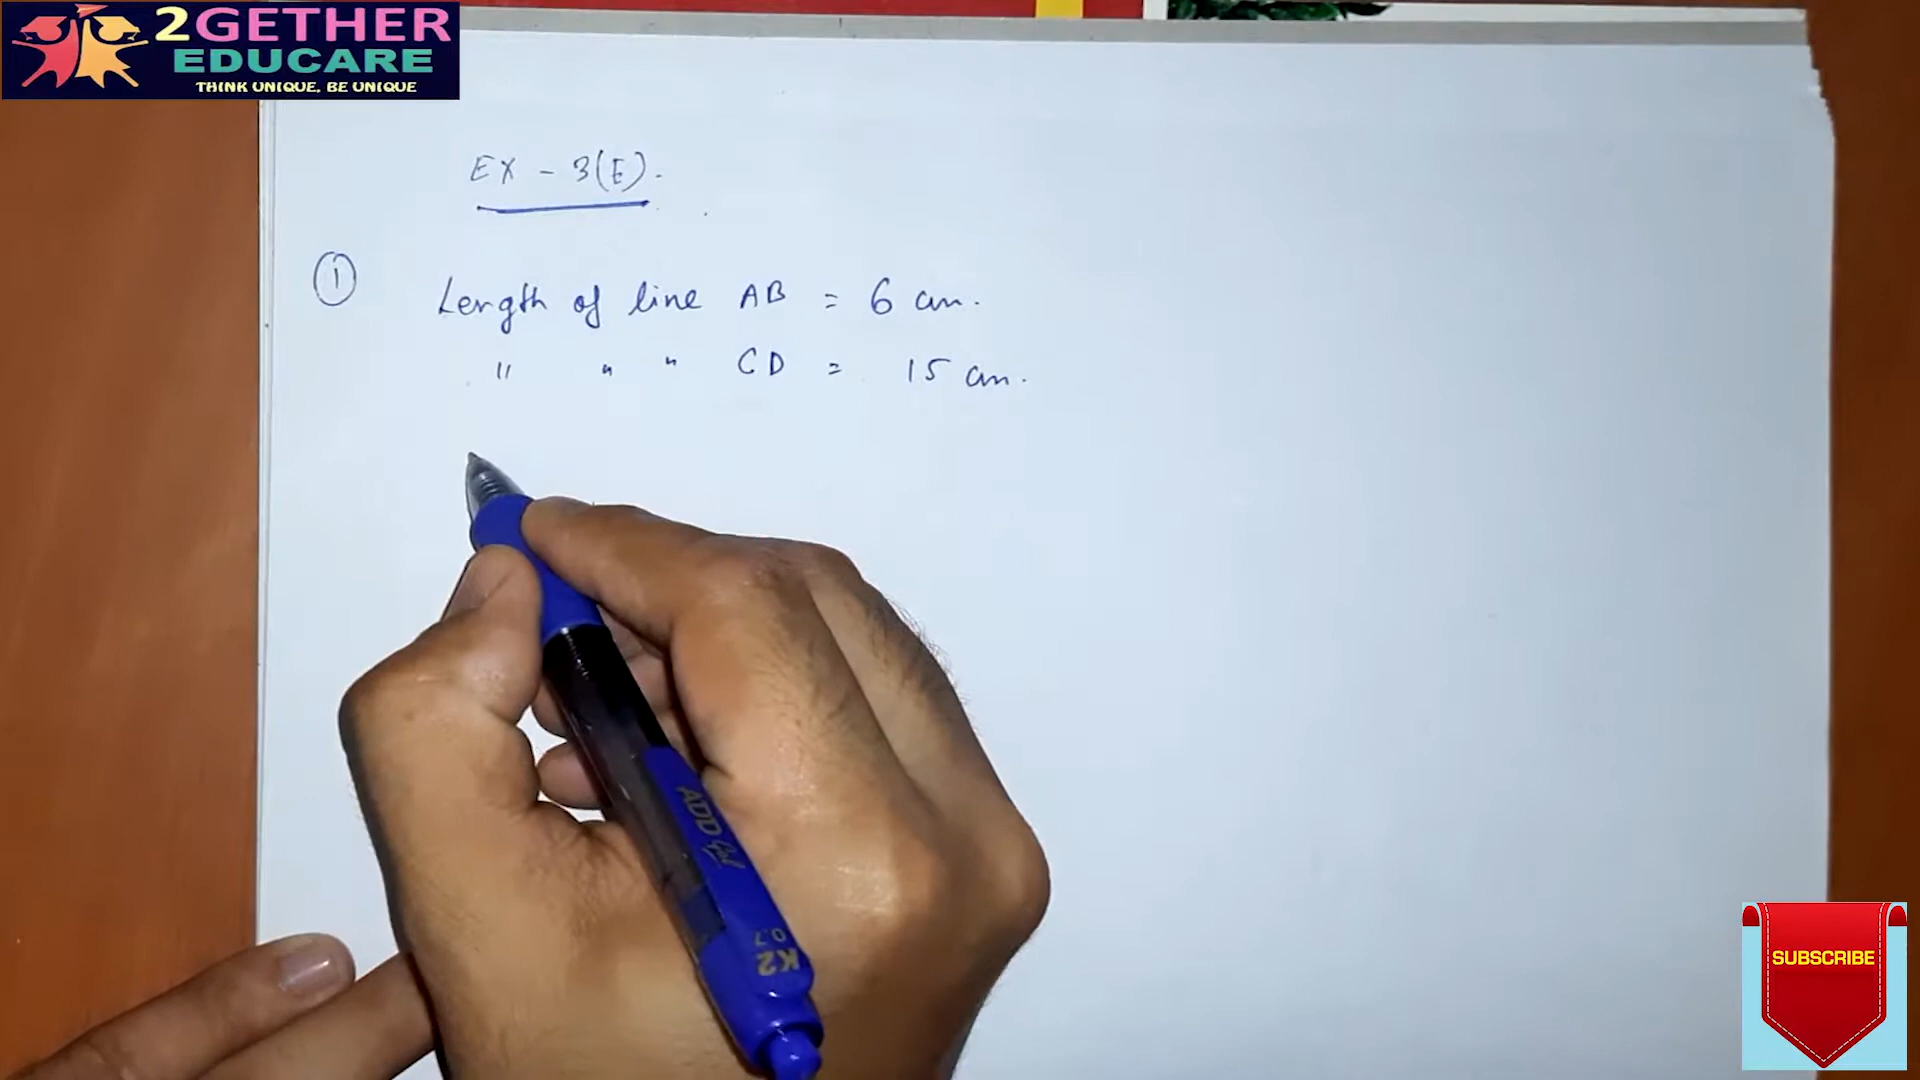 2GETHER
EDUCARE
THINK UNIQUE, BE UNIQUE
EX - 3(E).
1
Length of line AB = 6 cm.
" " " CD = 15 cm.
ADD Gel
K2
0.7
SUBSCRIBE